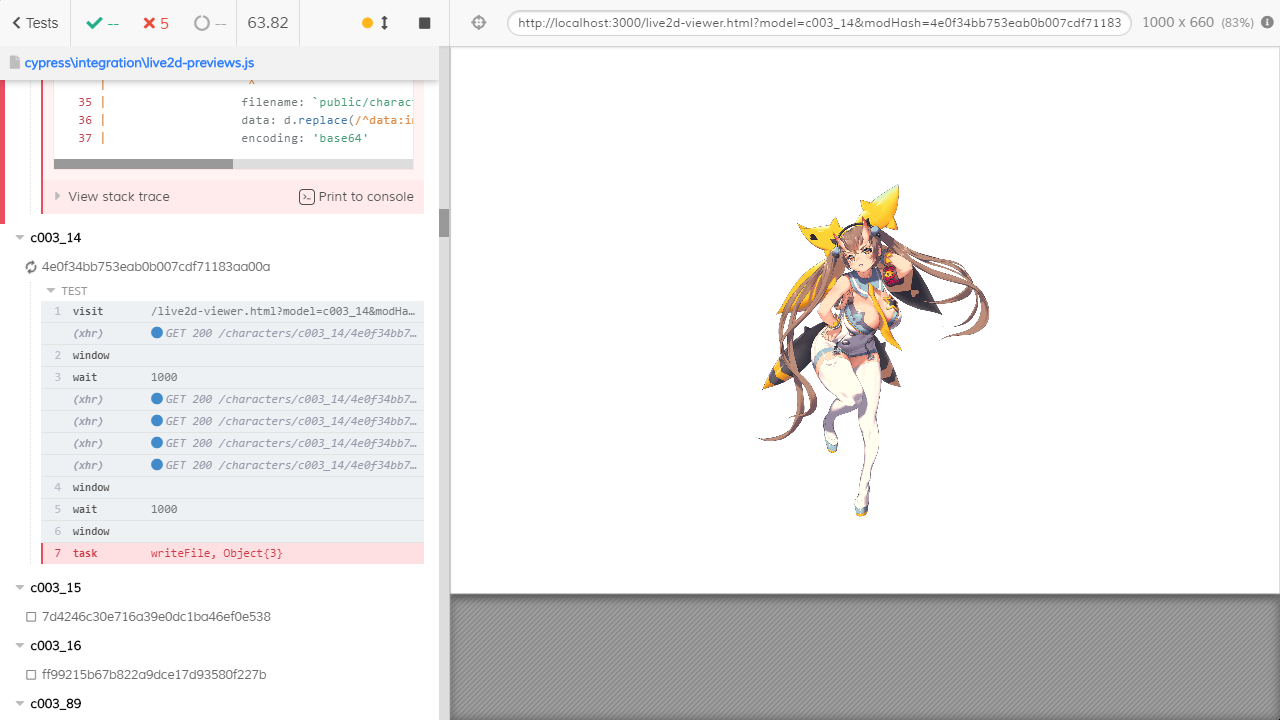 Tests
--
5
--
63.82
http://localhost:3000/live2d-viewer.html?model=c003_14&modHash=4e0f34bb753eab0b007cdf71183
1000 x 660 (83%)
cypress\integration\live2d-previews.js
| ^
35 | filename: `public/charact
36 | data: d.replace(/^data:i
37 | encoding: 'base64'
View stack trace
Print to console
c003_14
4e0f34bb753eab0b007cdf71183aa00a
TEST
1 visit /live2d-viewer.html?model=c003_14&modHa…
(xhr) GET 200 /characters/c003_14/4e0f34bb7…
2 window
3 wait 1000
(xhr) GET 200 /characters/c003_14/4e0f34bb7…
(xhr) GET 200 /characters/c003_14/4e0f34bb7…
(xhr) GET 200 /characters/c003_14/4e0f34bb7…
(xhr) GET 200 /characters/c003_14/4e0f34bb7…
4 window
5 wait 1000
6 window
7 task writeFile, Object{3}
c003_15
7d4246c30e716a39e0dc1ba46ef0e538
c003_16
ff99215b67b822a9dce17d93580f227b
c003_89